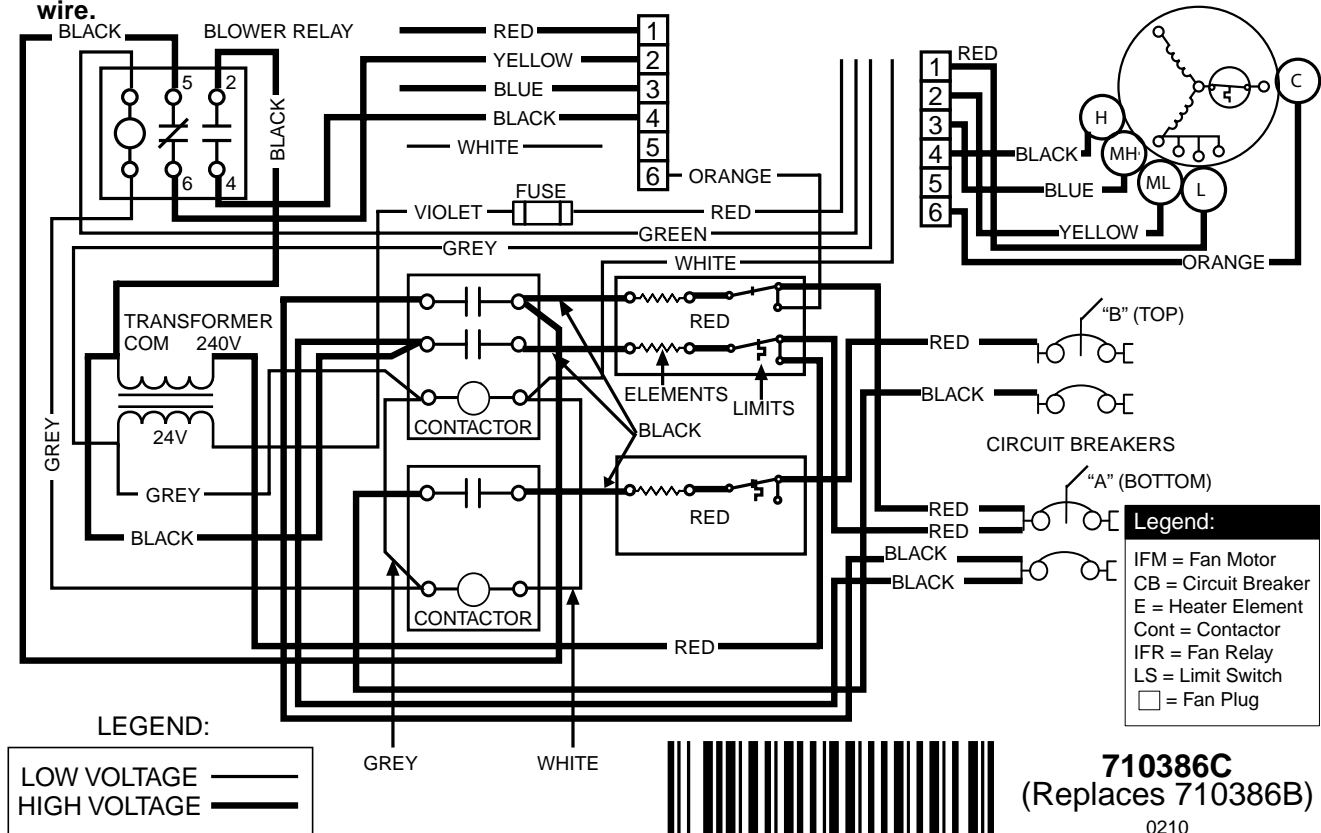 wire.
BLACK
BLOWER RELAY
RED
1
YELLOW
2
BLUE
3
BLACK
4
WHITE
5
6
ORANGE
5
2
6
4
BLACK
VIOLET
FUSE
RED
GREEN
GREY
WHITE
1
RED
2
3
4
BLACK
5
BLUE
6
YELLOW
ORANGE
H
MH
ML
L
C
TRANSFORMER
COM
240V
24V
GREY
GREY
BLACK
CONTACTOR
CONTACTOR
RED
ELEMENTS
LIMITS
BLACK
RED
RED
GREY
WHITE
RED
BLACK
"B" (TOP)
CIRCUIT BREAKERS
"A" (BOTTOM)
RED
RED
BLACK
BLACK
Legend:
IFM = Fan Motor
CB = Circuit Breaker
E = Heater Element
Cont = Contactor
IFR = Fan Relay
LS = Limit Switch
= Fan Plug
LEGEND:
LOW VOLTAGE
HIGH VOLTAGE
710386C
(Replaces 710386B)
0210